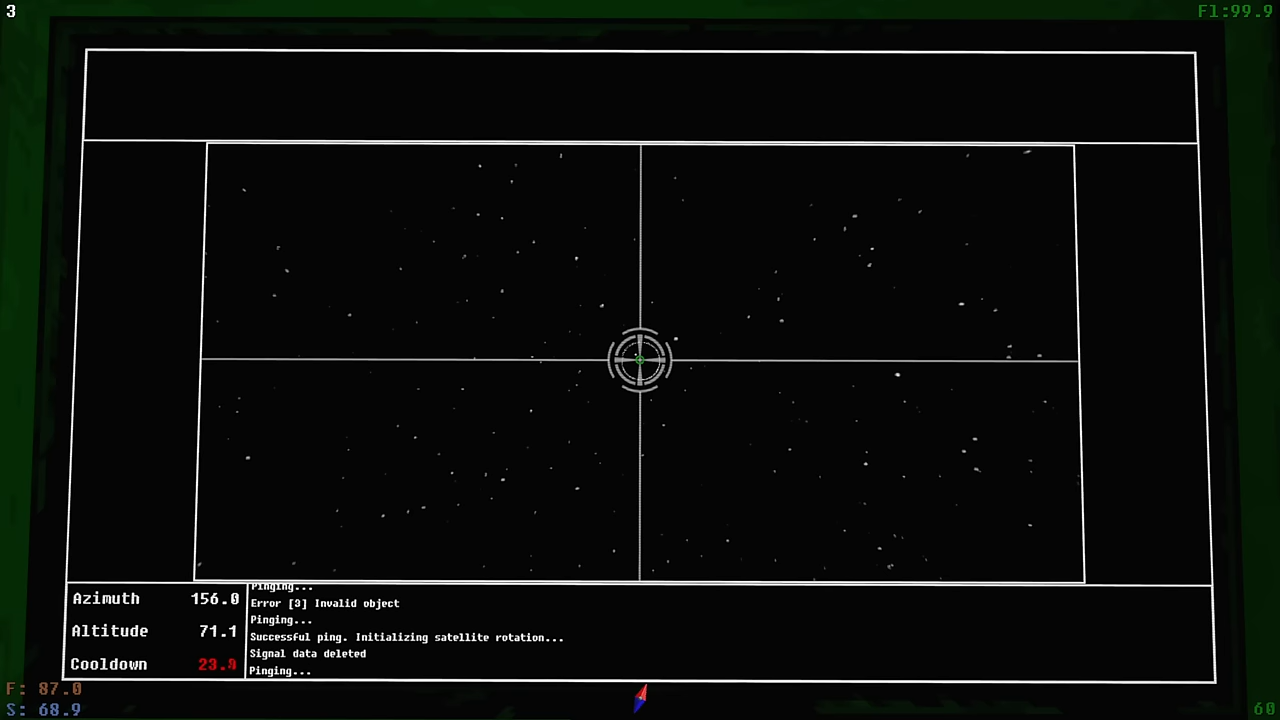 3
F1:99.9
Azimuth 156.0
Altitude 71.1
Cooldown 23.9
Pinging...
Error [3] Invalid object
Pinging...
Successful ping. Initializing satellite rotation...
Signal data deleted
Pinging...
F: 87.0
S: 68.9
60